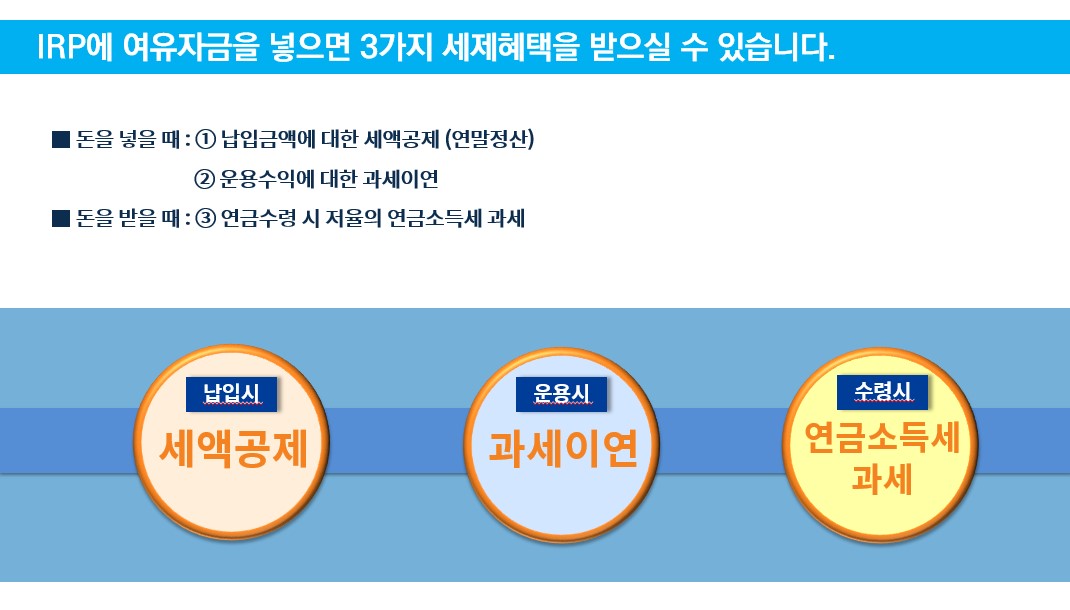 IRP에 여유자금을 넣으면 3가지 세제혜택을 받으실 수 있습니다.
■ 돈을 넣을 때 : ① 납입금액에 대한 세액공제 (연말정산)
② 운용수익에 대한 과세이연
■ 돈을 받을 때 : ③ 연금수령 시 저율의 연금소득세 과세
납입시
세액공제
운용시
과세이연
수령시
연금소득세
과세